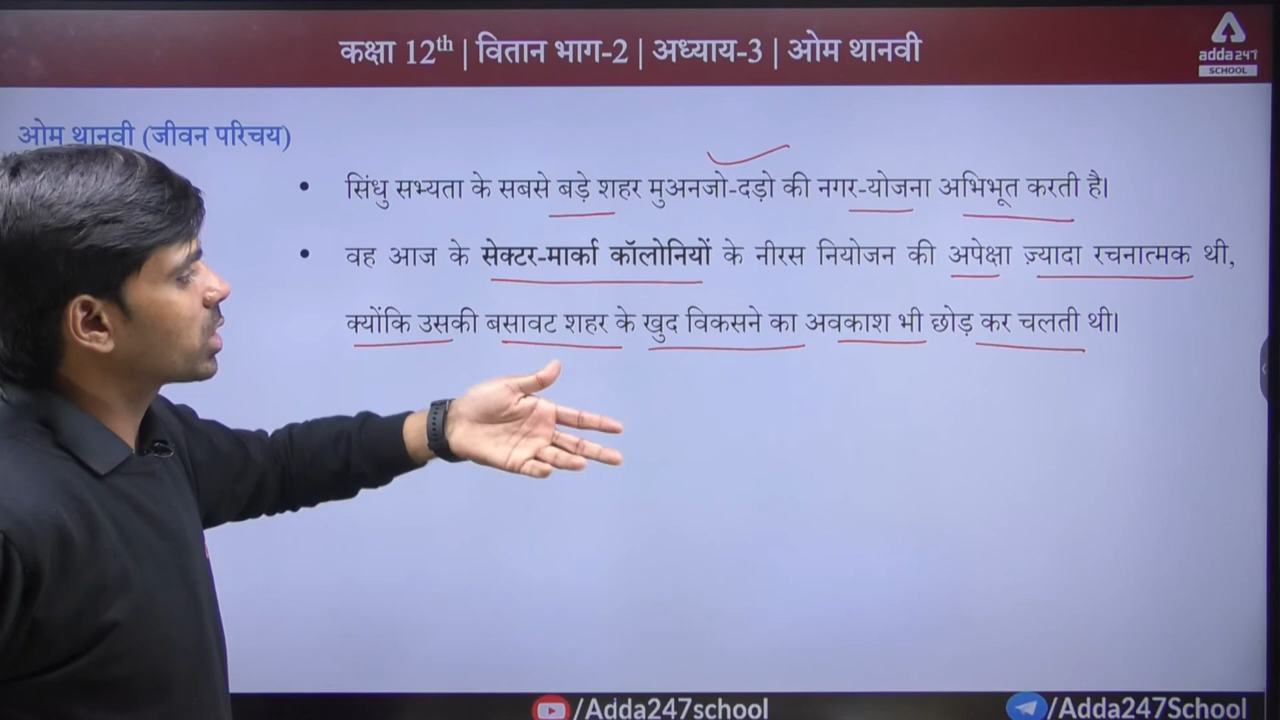 कक्षा 12th | वितान भाग-2 | अध्याय-3 | ओम थानवी
adda247
SCHOOL
ओम थानवी (जीवन परिचय)
• सिंधु सभ्यता के सबसे बड़े शहर मुअनजो-दड़ो की नगर-योजना अभिभूत करती है।
• वह आज के सेक्टर-मार्का कॉलोनियों के नीरस नियोजन की अपेक्षा ज़्यादा रचनात्मक थी,
क्योंकि उसकी बसावट शहर के खुद विकसने का अवकाश भी छोड़ कर चलती थी।
/Adda247school
/Adda247School